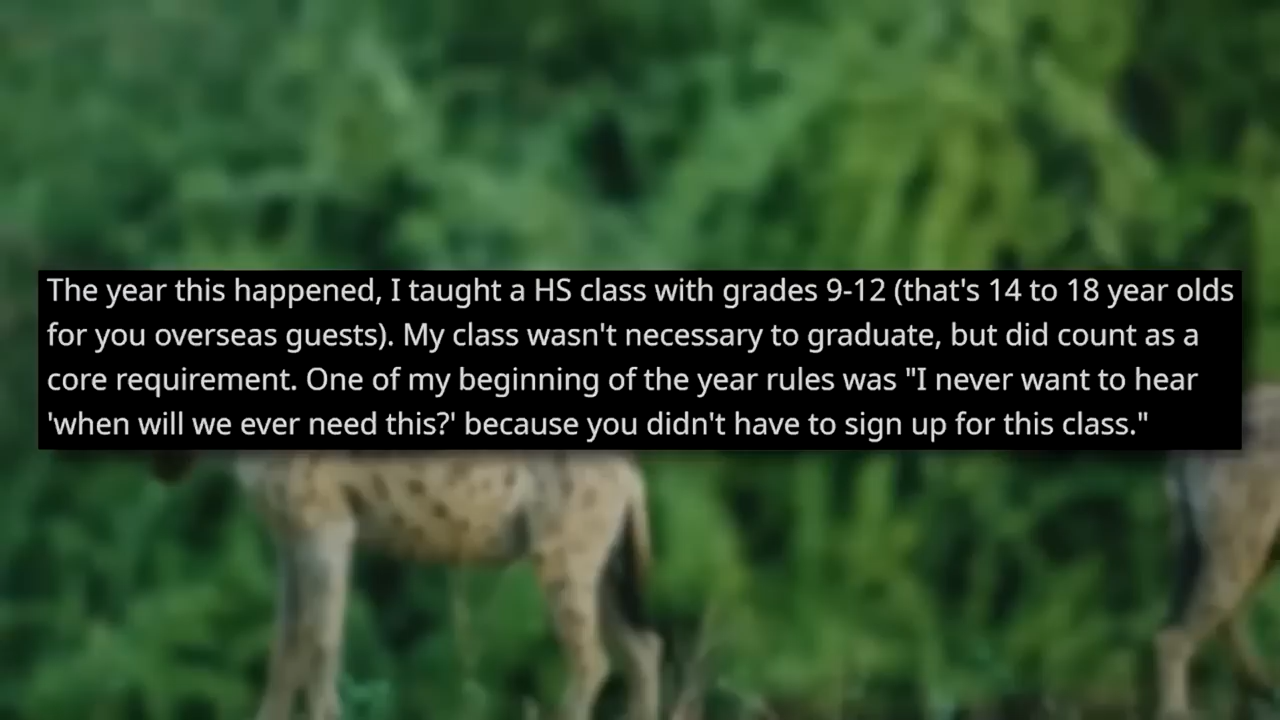 The year this happened, I taught a HS class with grades 9-12 (that's 14 to 18 year olds
for you overseas guests). My class wasn't necessary to graduate, but did count as a
core requirement. One of my beginning of the year rules was "I never want to hear
'when will we ever need this?' because you didn't have to sign up for this class."